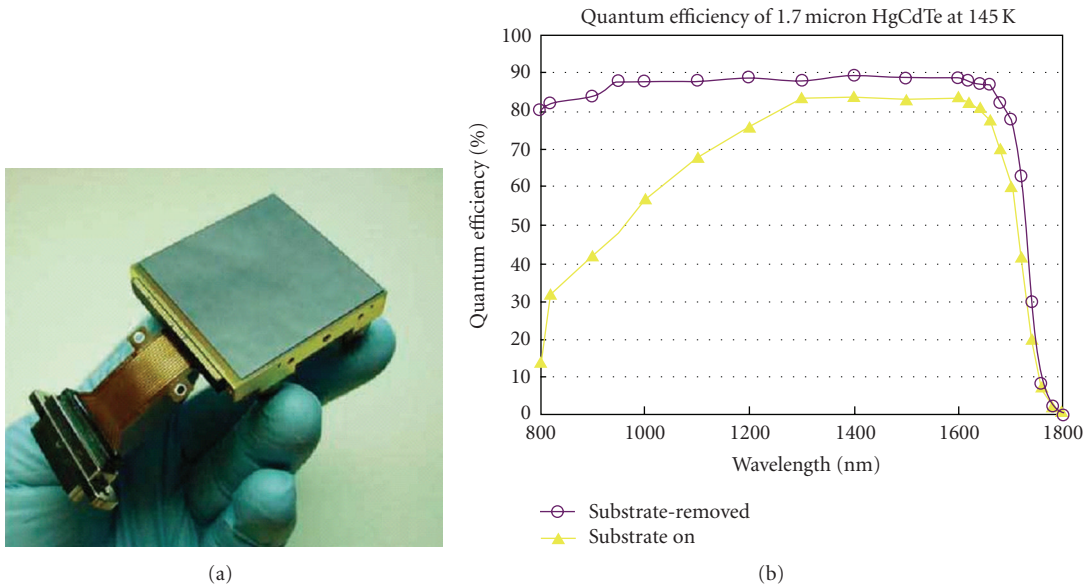 Quantum efficiency of 1.7 micron HgCdTe at 145 K
100
90
80
70
60
50
40
30
20
10
0
Quantum efficiency (%)
800 1000 1200 1400 1600 1800
Wavelength (nm)
Substrate-removed
Substrate on
(a) (b)